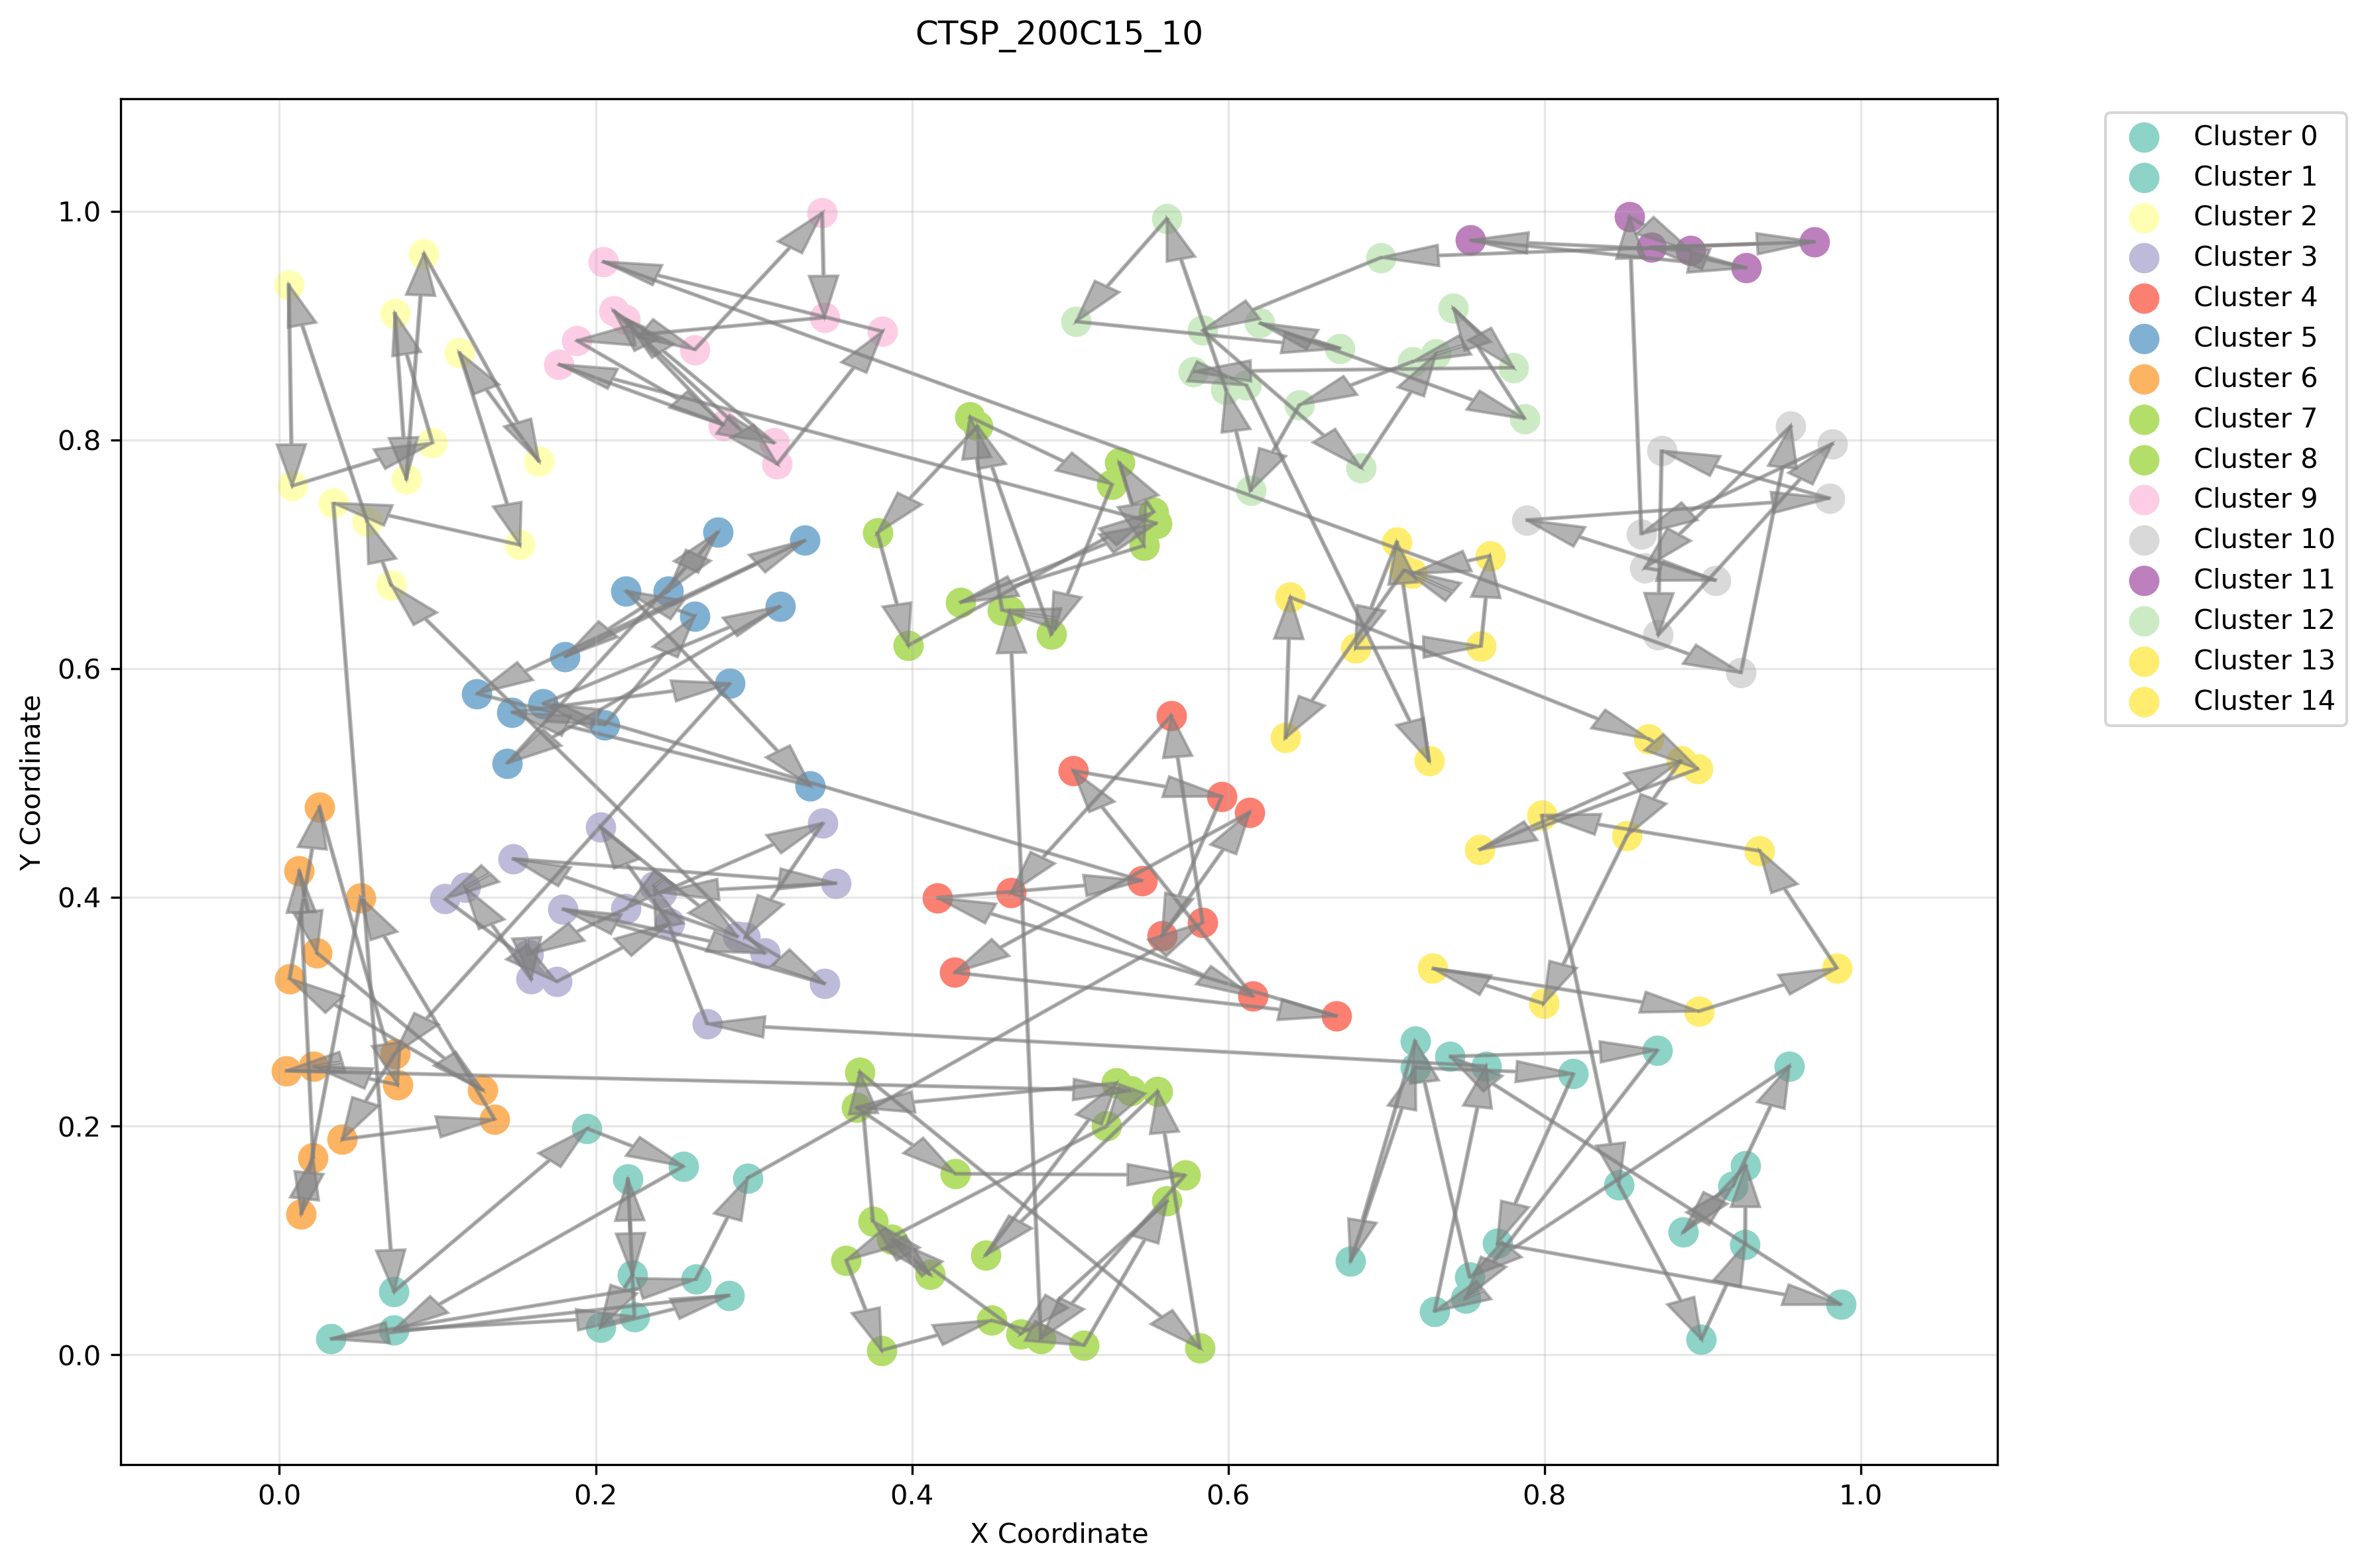 CTSP_200C15_10
Y Coordinate
1.0
0.8
0.6
0.4
0.2
0.0
0.0 0.2 0.4 0.6 0.8 1.0
X Coordinate
Cluster 0
Cluster 1
Cluster 2
Cluster 3
Cluster 4
Cluster 5
Cluster 6
Cluster 7
Cluster 8
Cluster 9
Cluster 10
Cluster 11
Cluster 12
Cluster 13
Cluster 14